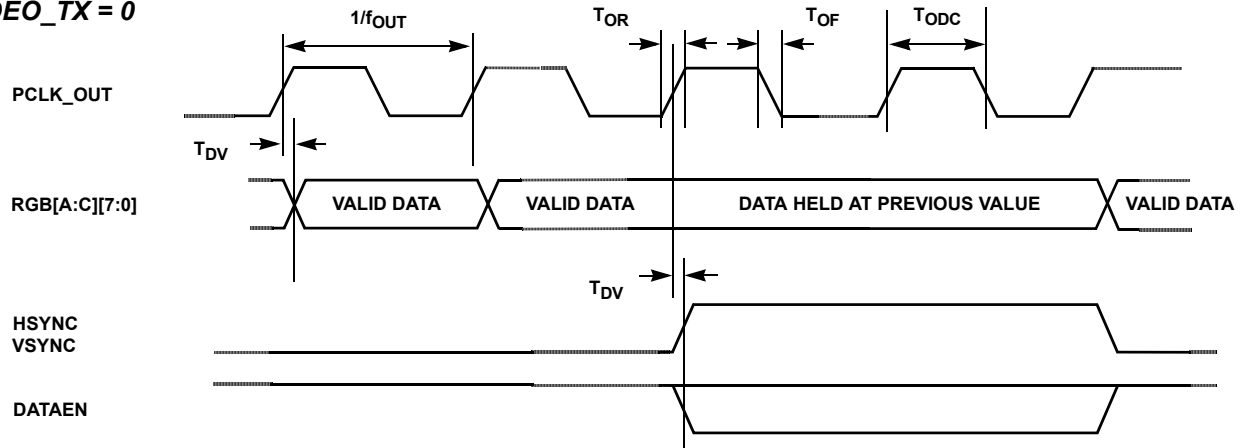 DEO_TX = 0
1/fOUT
TOR
TOF
TODC
PCLK_OUT
TDV
RGB[A:C][7:0]
VALID DATA
VALID DATA
DATA HELD AT PREVIOUS VALUE
VALID DATA
TDV
HSYNC
VSYNC
DATAEN